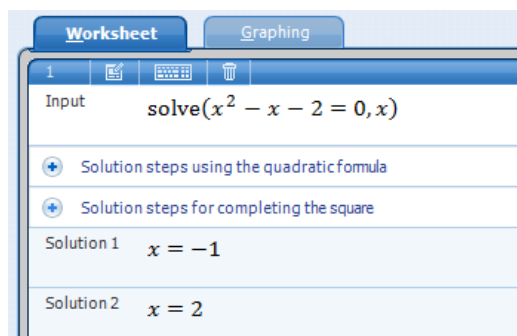 Worksheet Graphing
1
Input solve(x² − x − 2 = 0, x)
Solution steps using the quadratic formula
Solution steps for completing the square
Solution 1 x = −1
Solution 2 x = 2